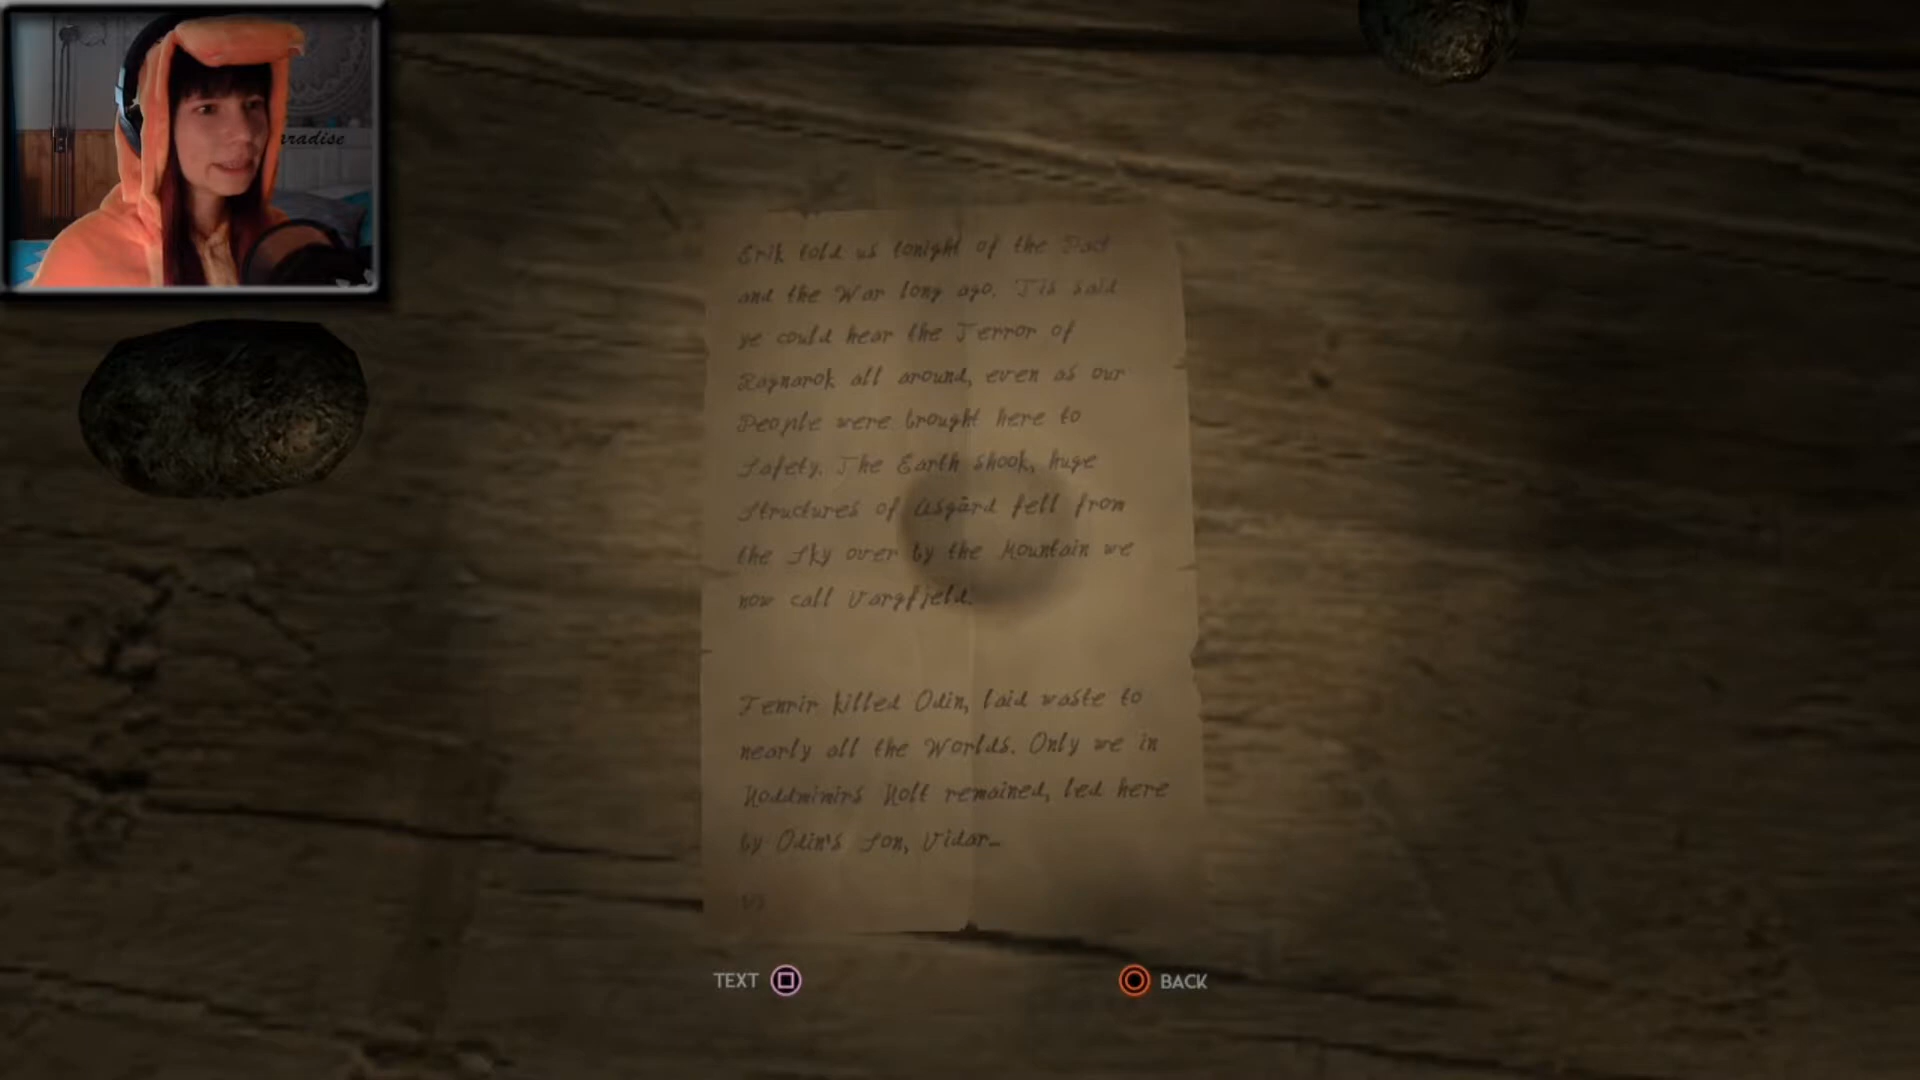 aradise
Erik told us tonight of the Past
and the War long ago. Tis said
ye could hear the Terror of
Ragnarok all around, even as our
People were brought here to
Safety. The Earth shook, huge
Structures of Asgård fell from
the Sky over by the Mountain we
now call Vargfjeld.
Fenrir killed Odin, laid waste to
nearly all the Worlds. Only we in
Hoddmimirs Holt remained, led here
by Odin's Son, Vidar...
TEXT
BACK